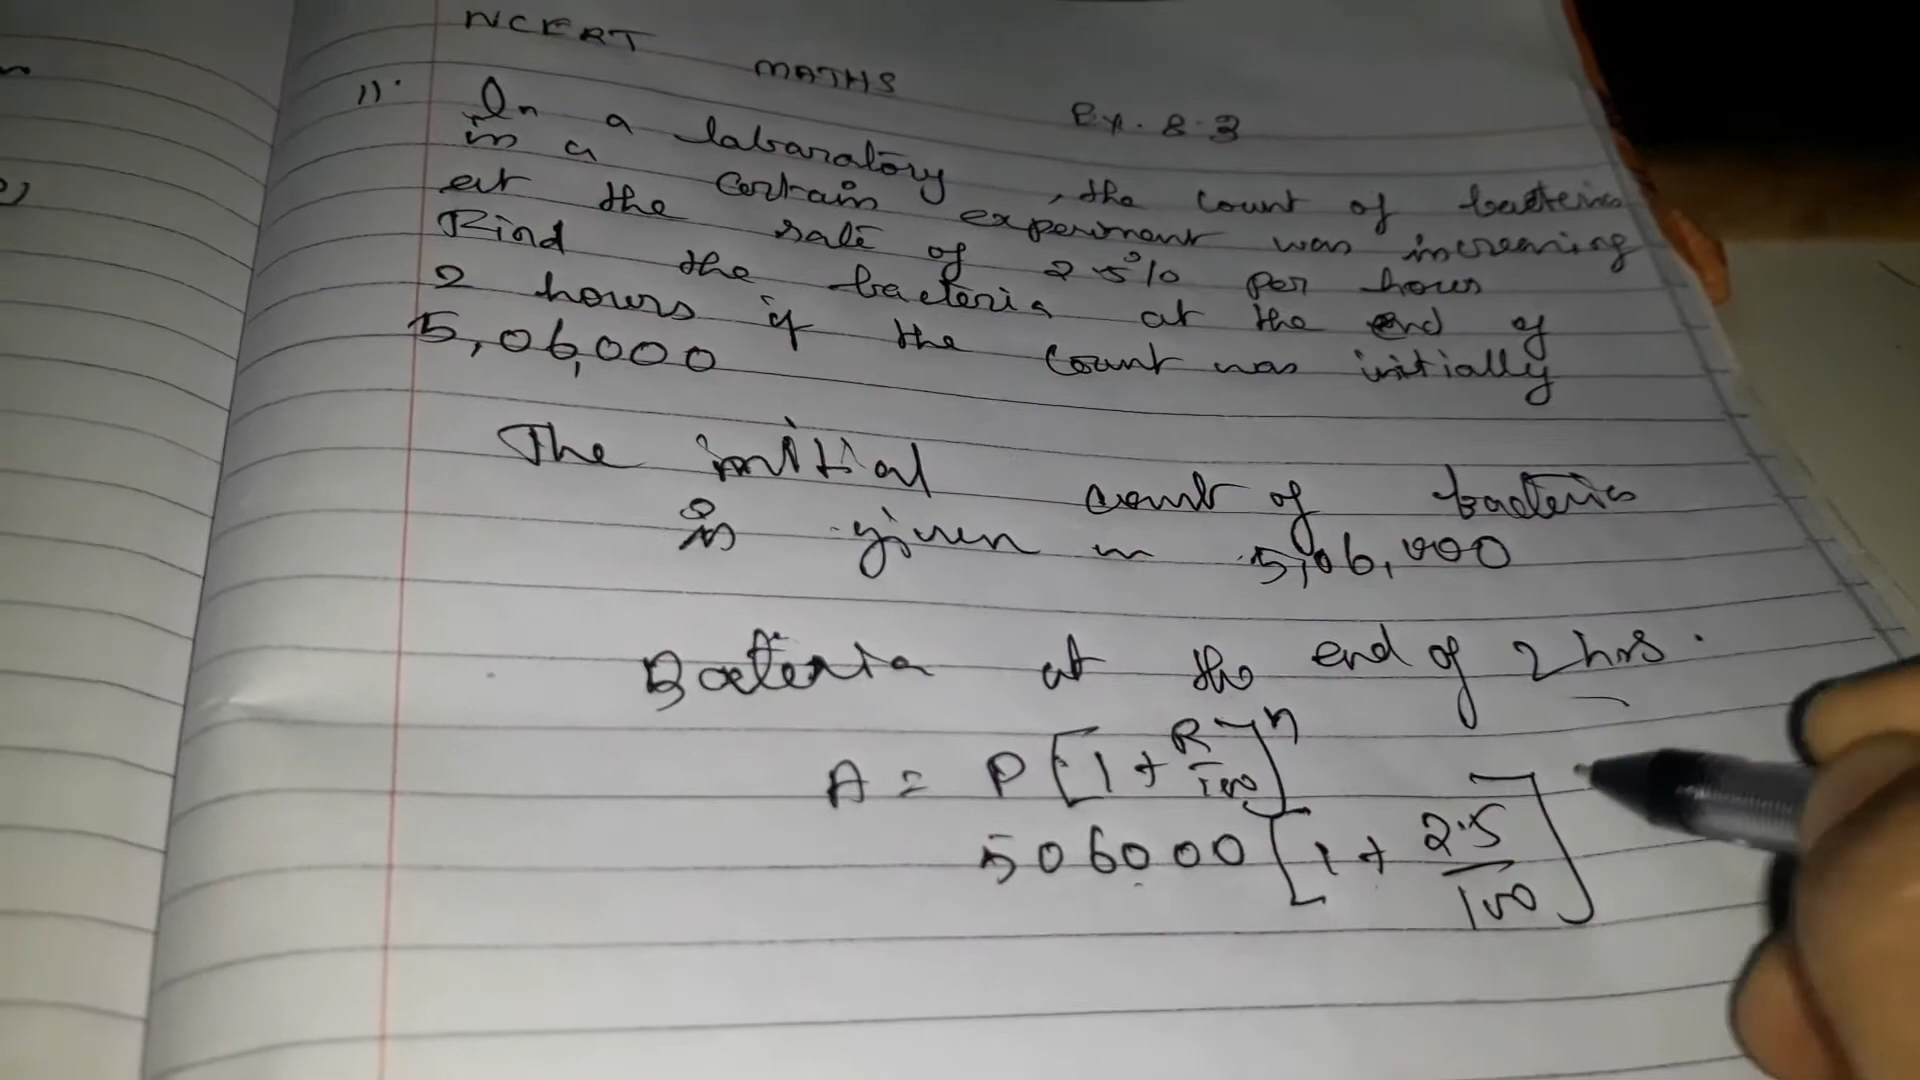 NCERT MATHS Ex. 8.3
11. In a labaratory, the count of bacteria
in a certain experiment was increasing
at the rate of 2.5% per hour
Find the bacteria at the end of
2 hours if the count was initially
5,06,000
The initial count of bacteria
is given in 5,06,000
Bacteria at the end of 2 hrs.
A = P [1 + R/100]^n
506000 [1 + 2.5/100]